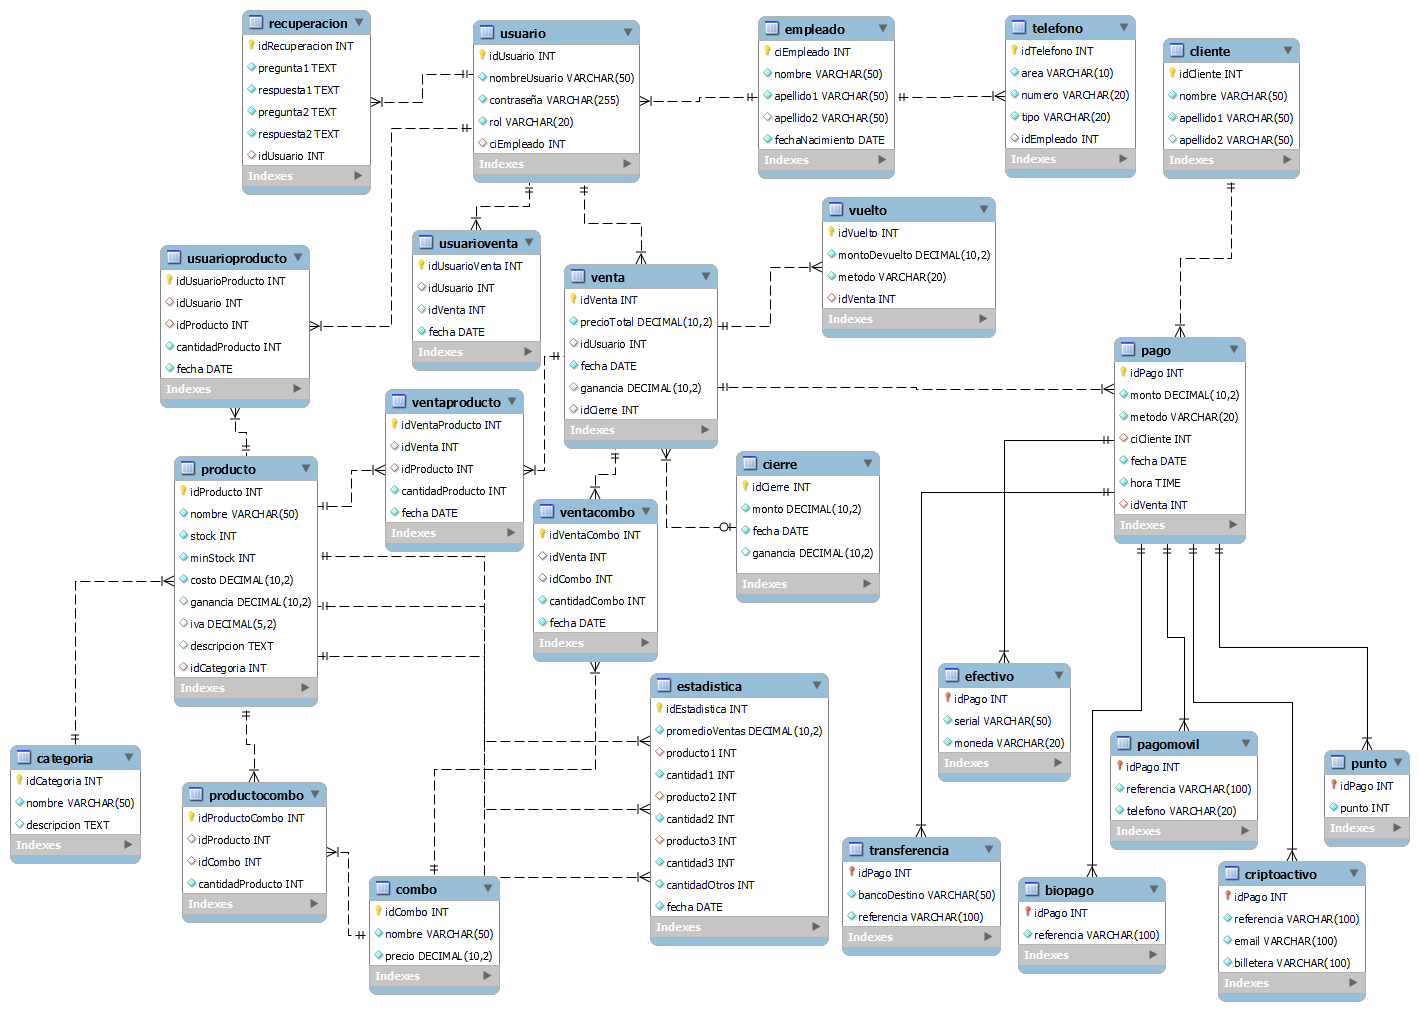 recuperacion
idRecuperacion INT
pregunta1 TEXT
respuesta1 TEXT
pregunta2 TEXT
respuesta2 TEXT
idUsuario INT
Indexes
usuario
idUsuario INT
nombreUsuario VARCHAR(50)
contraseña VARCHAR(255)
rol VARCHAR(20)
ciEmpleado INT
Indexes
empleado
ciEmpleado INT
nombre VARCHAR(50)
apellido1 VARCHAR(50)
apellido2 VARCHAR(50)
fechaNacimiento DATE
Indexes
telefono
idTelefono INT
area VARCHAR(10)
numero VARCHAR(20)
tipo VARCHAR(20)
idEmpleado INT
Indexes
cliente
idCliente INT
nombre VARCHAR(50)
apellido1 VARCHAR(50)
apellido2 VARCHAR(50)
Indexes
usuarioproducto
idUsuarioProducto INT
idUsuario INT
idProducto INT
cantidadProducto INT
fecha DATE
Indexes
usuarioventa
idUsuarioVenta INT
idUsuario INT
idVenta INT
fecha DATE
Indexes
venta
idVenta INT
precioTotal DECIMAL(10,2)
idUsuario INT
fecha DATE
ganancia DECIMAL(10,2)
idCierre INT
Indexes
vuelto
idVuelto INT
montoDevuelto DECIMAL(10,2)
metodo VARCHAR(20)
idVenta INT
Indexes
pago
idPago INT
monto DECIMAL(10,2)
metodo VARCHAR(20)
ciCliente INT
fecha DATE
hora TIME
idVenta INT
Indexes
ventaproducto
idVentaProducto INT
idVenta INT
idProducto INT
cantidadProducto INT
fecha DATE
Indexes
producto
idProducto INT
nombre VARCHAR(50)
stock INT
minStock INT
costo DECIMAL(10,2)
ganancia DECIMAL(10,2)
iva DECIMAL(5,2)
descripcion TEXT
idCategoria INT
Indexes
ventacombo
idVentaCombo INT
idVenta INT
idCombo INT
cantidadCombo INT
fecha DATE
Indexes
cierre
idCierre INT
monto DECIMAL(10,2)
fecha DATE
ganancia DECIMAL(10,2)
Indexes
categoria
idCategoria INT
nombre VARCHAR(50)
descripcion TEXT
Indexes
productocombo
idProductoCombo INT
idProducto INT
idCombo INT
cantidadProducto INT
Indexes
combo
idCombo INT
nombre VARCHAR(50)
precio DECIMAL(10,2)
Indexes
estadistica
idEstadistica INT
promedioVentas DECIMAL(10,2)
producto1 INT
cantidad1 INT
producto2 INT
cantidad2 INT
producto3 INT
cantidad3 INT
cantidadOtros INT
fecha DATE
Indexes
efectivo
idPago INT
serial VARCHAR(50)
moneda VARCHAR(20)
Indexes
transferencia
idPago INT
bancoDestino VARCHAR(50)
referencia VARCHAR(100)
Indexes
biopago
idPago INT
referencia VARCHAR(100)
Indexes
pagomovil
idPago INT
referencia VARCHAR(100)
telefono VARCHAR(20)
Indexes
criptoactivo
idPago INT
referencia VARCHAR(100)
email VARCHAR(100)
billetera VARCHAR(100)
Indexes
punto
idPago INT
punto INT
Indexes